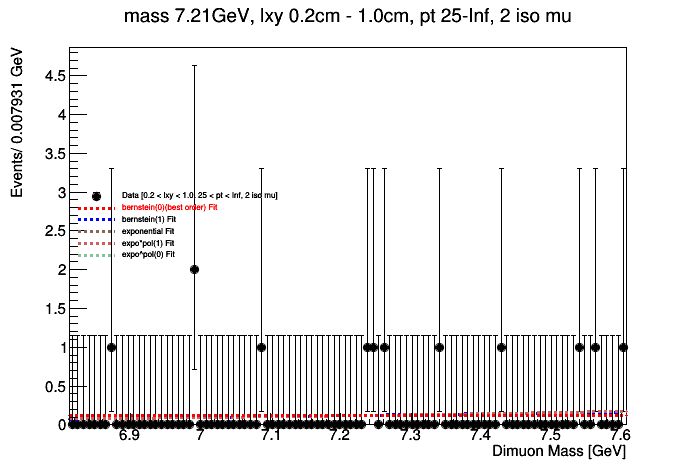 mass 7.21GeV, lxy 0.2cm - 1.0cm, pt 25-Inf, 2 iso mu
Events/ 0.007931 GeV
4.5
4
3.5
3
2.5
2
1.5
1
0.5
0
Data [0.2 < lxy < 1.0, 25 < pt < Inf, 2 iso mu]
bernstein(0)(best order) Fit
bernstein(1) Fit
exponential Fit
expo*pol(1) Fit
expo^pol(0) Fit
6.9 7 7.1 7.2 7.3 7.4 7.5 7.6
Dimuon Mass [GeV]